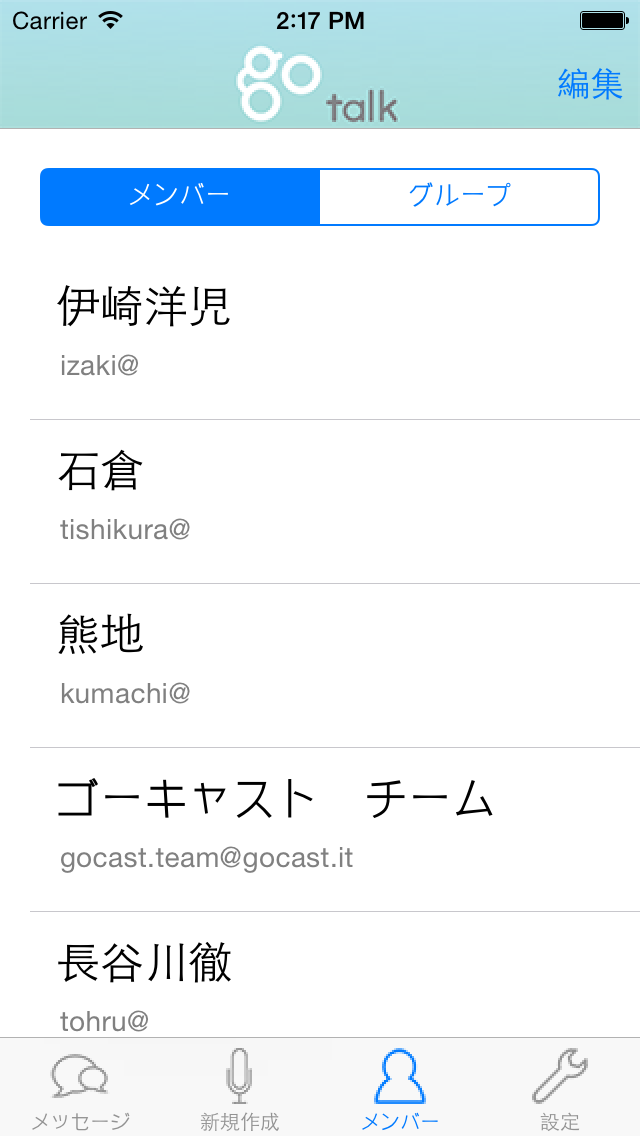 Carrier 2:17 PM
go talk
編集
メンバー グループ
伊崎洋児
izaki@
石倉
tishikura@
熊地
kumachi@
ゴーキャスト　チーム
gocast.team@gocast.it
長谷川徹
tohru@
メッセージ 新規作成 メンバー 設定